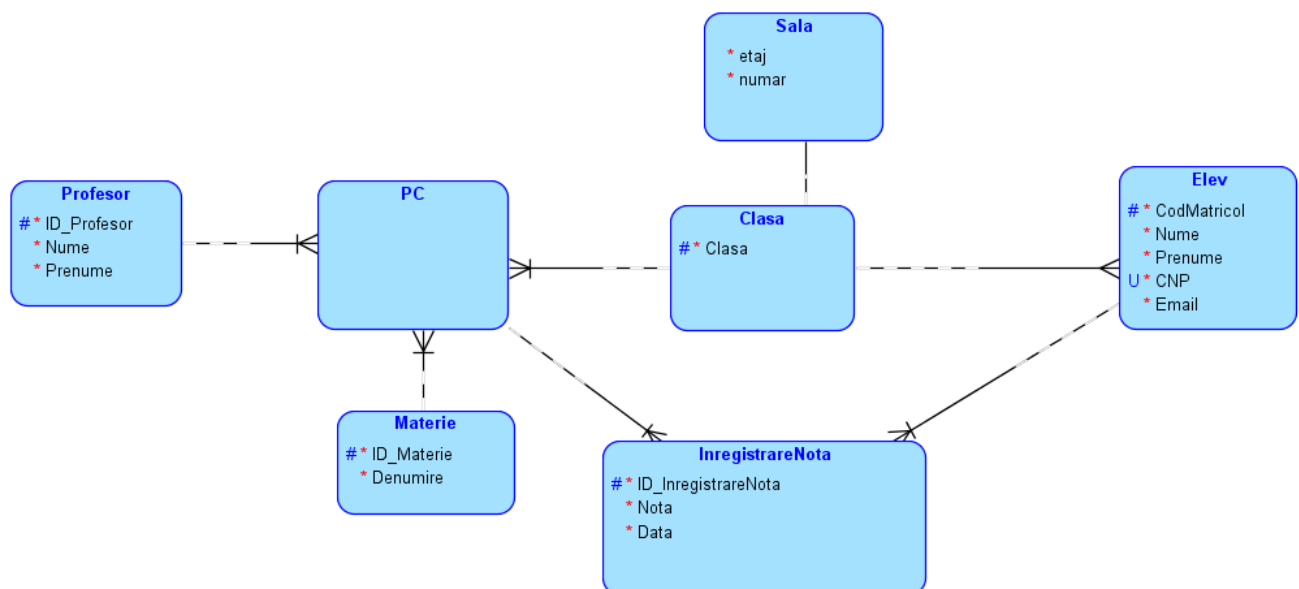 Sala
* etaj
* numar
Profesor
# * ID_Profesor
* Nume
* Prenume
PC
Clasa
# * Clasa
Elev
# * CodMatricol
* Nume
* Prenume
U * CNP
* Email
Materie
# * ID_Materie
* Denumire
InregistrareNota
# * ID_InregistrareNota
* Nota
* Data